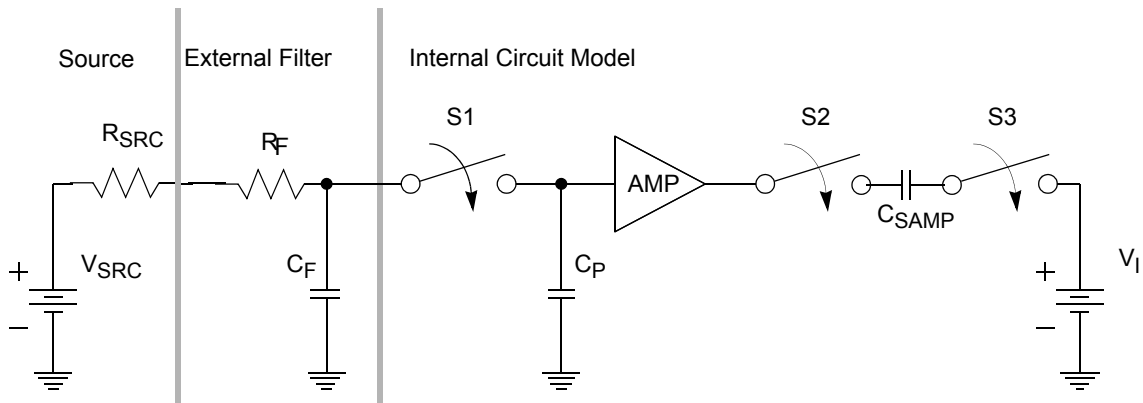 Source
External Filter
Internal Circuit Model
RSRC
RF
S1
S2
S3
AMP
CSAMP
+
VSRC
−
CF
CP
+
VI
−